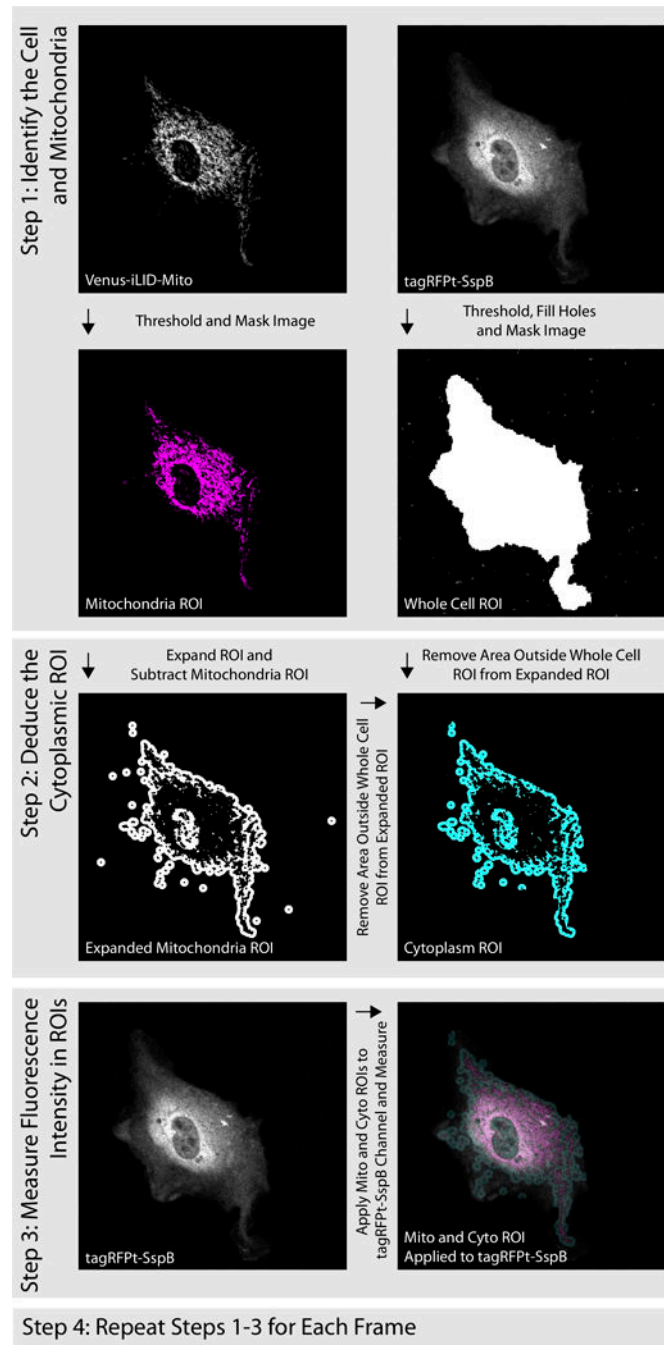 Step 1: Identify the Cell
and Mitochondria
Venus-iLID-Mito
tagRFPt-SspB
Threshold and Mask Image
Threshold, Fill Holes
and Mask Image
Mitochondria ROI
Whole Cell ROI
Step 2: Deduce the
Cytoplasmic ROI
Expand ROI and
Subtract Mitochondria ROI
Remove Area Outside Whole Cell
ROI from Expanded ROI
Expanded Mitochondria ROI
Remove Area Outside Whole Cell
ROI from Expanded ROI
Cytoplasm ROI
Step 3: Measure Fluorescence
Intensity in ROIs
tagRFPt-SspB
Apply Mito and Cyto ROIs to
tagRFPt-SspB Channel and Measure
Mito and Cyto ROI
Applied to tagRFPt-SspB
Step 4: Repeat Steps 1-3 for Each Frame